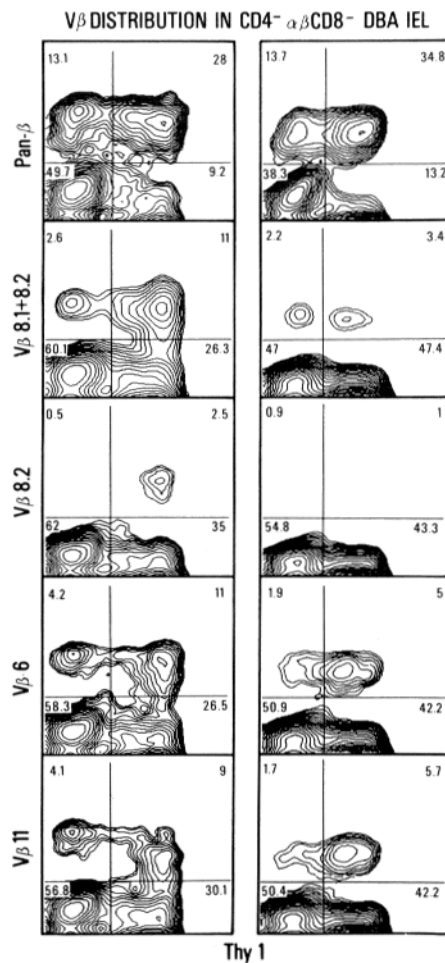 Vβ DISTRIBUTION IN CD4⁻ αβCD8⁻ DBA IEL
Pan-β
13.1 28
49.7 9.2
13.7 34.8
38.3 13.2
Vβ 8.1+8.2
2.6 11
60.1 26.3
2.2 3.4
47 47.4
Vβ 8.2
0.5 2.5
62 35
0.9 1
54.8 43.3
Vβ 6
4.2 11
58.3 26.5
1.9 5
50.9 42.2
Vβ 11
4.1 9
56.8 30.1
1.7 5.7
50.4 42.2
Thy 1